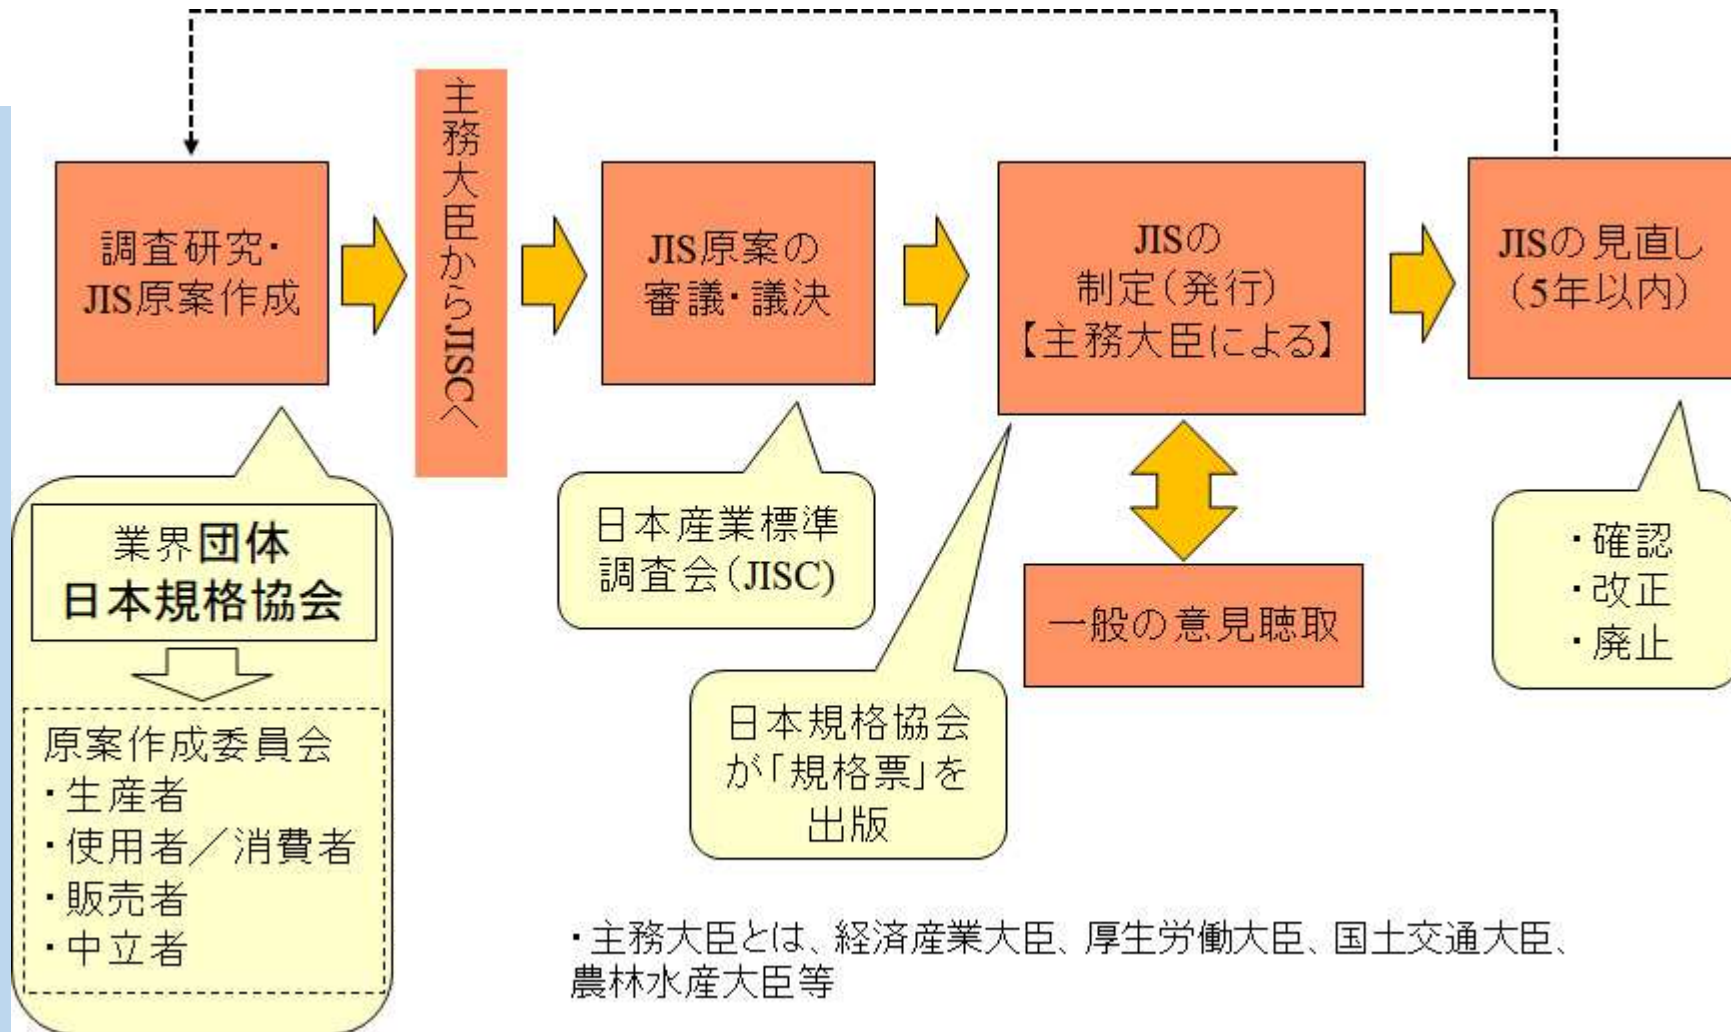 調査研究・
JIS原案作成
主務大臣からJISCへ
JIS原案の
審議・議決
JISの
制定(発行)
【主務大臣による】
JISの見直し
(5年以内)
業界団体
日本規格協会
原案作成委員会
・生産者
・使用者／消費者
・販売者
・中立者
日本産業標準
調査会(JISC)
日本規格協会
が「規格票」を
出版
一般の意見聴取
・確認
・改正
・廃止
・主務大臣とは、経済産業大臣、厚生労働大臣、国土交通大臣、
農林水産大臣等